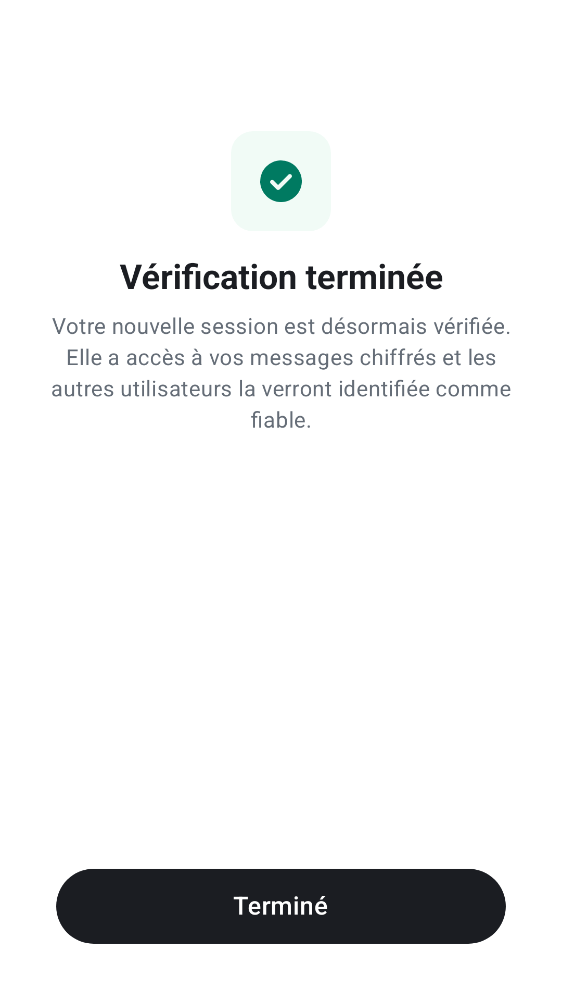 Vérification terminée
Votre nouvelle session est désormais vérifiée.
Elle a accès à vos messages chiffrés et les
autres utilisateurs la verront identifiée comme
fiable.
Terminé